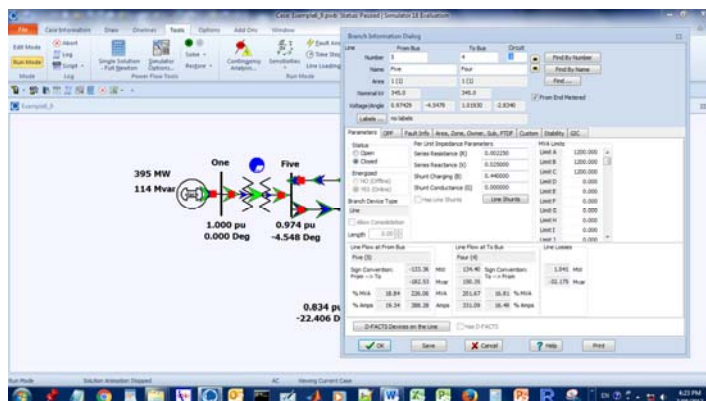 Case: Example6_9.pwb Status: Paused | Simulator 18 Evaluation
File Case Information Draw Onelines Tools Options Add Ons Window
Edit Mode
Run Mode
Mode
Abort
Log
Script
Log
Single Solution - Full Newton
Simulator Options...
Solve
Restore
Power Flow Tools
Contingency Analysis...
Sensitivities
Fault An
Time Step
Line Loading
Run Mode
Example6_9
395 MW
114 Mvar
One
Five
1.000 pu
0.000 Deg
0.974 pu
-4.548 Deg
0.834 pu
-22.406 D
Branch Information Dialog
Line From Bus To Bus Circuit
Number 5 4
Name Five Four
Area 1 (1) 1 (1)
Nominal kV 345.0 345.0
Voltage/Angle 0.97429 -4.5479 1.01930 -2.8340
Labels ... no labels
Find By Number
Find By Name
Find ...
From End Metered
Parameters OPF Fault Info Area, Zone, Owner, Sub, PTDF Custom Stability GIC
Status
Open
Closed
Energized
NO (Offline)
YES (Online)
Branch Device Type
Line
Allow Consolidation
Length 0.00
Per Unit Impedance Parameters
Series Resistance (R) 0.002250
Series Reactance (X) 0.025000
Shunt Charging (B) 0.440000
Shunt Conductance (G) 0.000000
Has Line Shunts Line Shunts
MVA Limits
Limit A 1200.000
Limit B 1200.000
Limit C 1200.000
Limit D 0.000
Limit E 0.000
Limit F 0.000
Limit G 0.000
Limit H 0.000
Limit I 0.000
Line Flow at From Bus Line Flow at To Bus Line Losses
Five (5) Four (4)
Sign Convention: From --> To
-133.36 MW 134.40 Sign Convention: 1.041 MW
Mvar 150.35 Mvar
% MVA 18.84 226.06 MVA 201.67 16.81 % MVA
% Amps 19.34 388.28 Amps 331.09 16.49 % Amps
D-FACTS Devices on the Line Has D-FACTS
OK Save Cancel Help Print
Run Mode Solution Animation Stopped AC Viewing Current Case
EN
4:23 PM